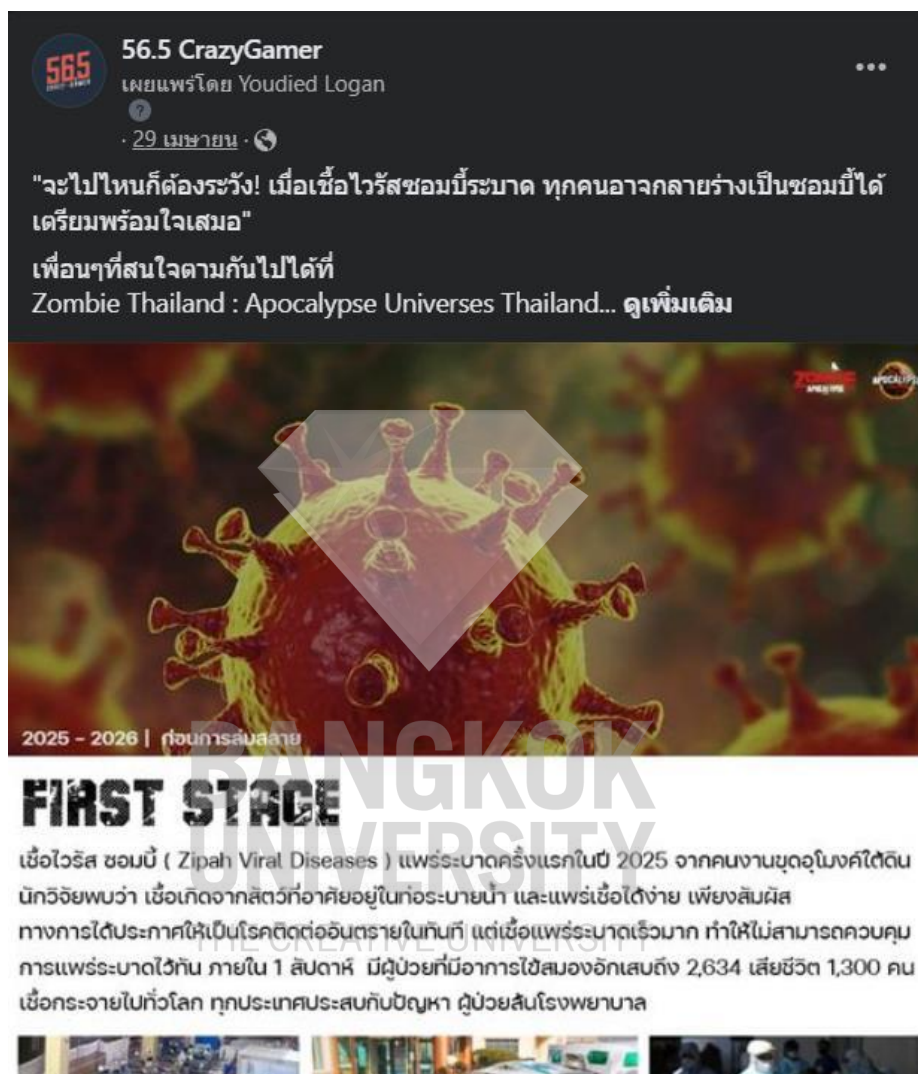 56.5 CrazyGamer
เผยแพร่โดย Youdied Logan
· 29 เมษายน ·
"จะไปไหนก็ต้องระวัง! เมื่อเชื้อไวรัสซอมบี้ระบาด ทุกคนอาจกลายร่างเป็นซอมบี้ได้
เตรียมพร้อมใจเสมอ"
เพื่อนๆที่สนใจตามกันไปได้ที่
Zombie Thailand : Apocalypse Universes Thailand... ดูเพิ่มเติม
2025 - 2026 | ก่อนการล่มสลาย
BANGKOK
UNIVERSITY
THE CREATIVE UNIVERSITY
FIRST STAGE
เชื้อไวรัส ซอมบี้ ( Zipah Viral Diseases ) แพร่ระบาดครั้งแรกในปี 2025 จากคนงานขุดอุโมงค์ใต้ดิน
นักวิจัยพบว่า เชื้อเกิดจากสัตว์ที่อาศัยอยู่ในท่อระบายน้ำ และแพร่เชื้อได้ง่าย เพียงสัมผัส
ทางการได้ประกาศให้เป็นโรคติดต่ออันตรายในทันที แต่เชื้อแพร่ระบาดเร็วมาก ทำให้ไม่สามารถควบคุม
การแพร่ระบาดไว้ทัน ภายใน 1 สัปดาห์ มีผู้ป่วยที่มีอาการไข้สมองอักเสบถึง 2,634 เสียชีวิต 1,300 คน
เชื้อกระจายไปทั่วโลก ทุกประเทศประสบกับปัญหา ผู้ป่วยล้นโรงพยาบาล